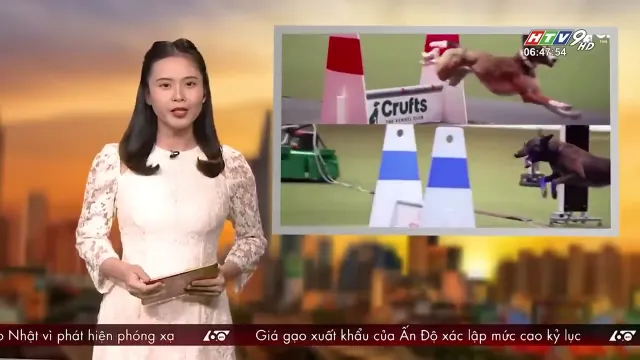 HTV9 HD
06:47:54
Crufts
THE KENNEL CLUB
Nhật vì phát hiện phóng xạ
60
Giá gạo xuất khẩu của Ấn Độ xác lập mức cao kỷ lục